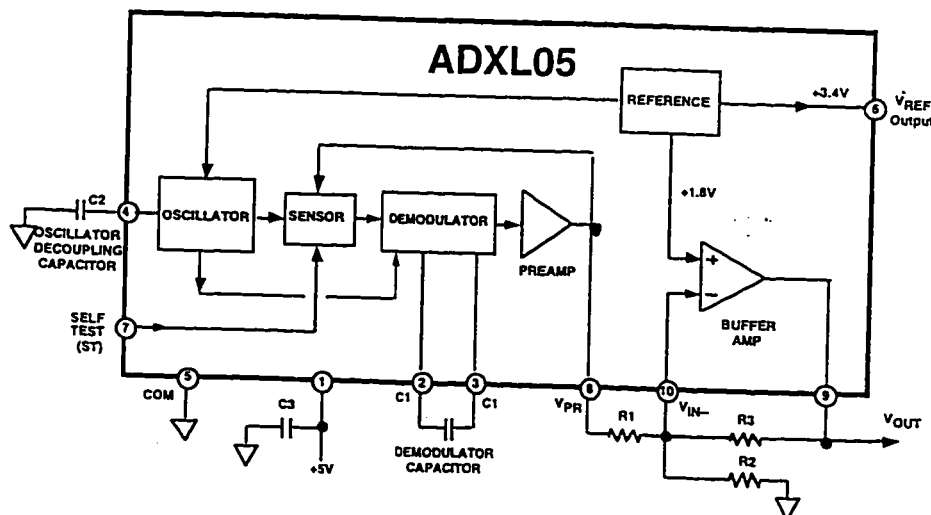 ADXL05
REFERENCE
+3.4V
6
VREF
Output
+1.8V
C2
4
OSCILLATOR
DECOUPLING
CAPACITOR
OSCILLATOR
SENSOR
DEMODULATOR
PREAMP
+
−
BUFFER
AMP
SELF
TEST
(ST)
7
5
COM
1
2
3
8
10
9
C1
C1
VPR
VIN−
VOUT
C3
+5V
DEMODULATOR
CAPACITOR
R1
R3
R2